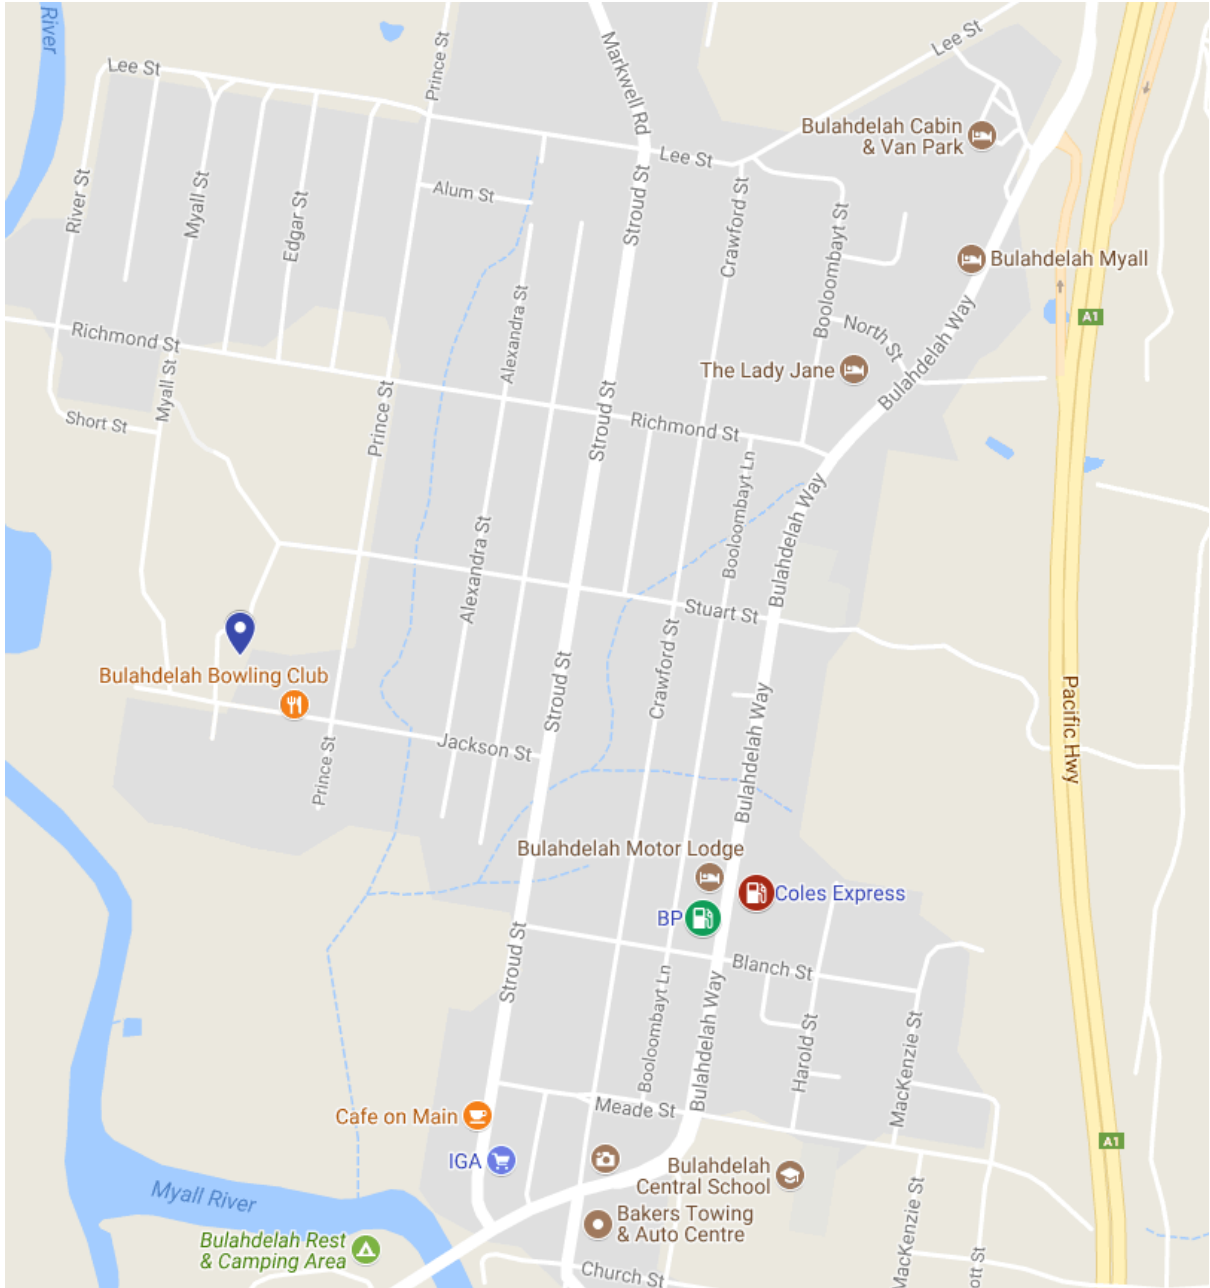 River
Lee St
Prince St
Markwell Rd
Lee St
Bulahdelah Cabin
& Van Park
Lee St
Alum St
River St
Myall St
Edgar St
Stroud St
Crawford St
Booloombayt St
Bulahdelah Myall
Bulahdelah Way
A1
Alexandra St
North St
Richmond St
The Lady Jane
Myall St
Prince St
Stroud St
Richmond St
Short St
Booloombayt Ln
Bulahdelah Way
Alexandra St
Bulahdelah Way
Stuart St
Crawford St
Bulahdelah Bowling Club
Stroud St
Bulahdelah Way
Pacific Hwy
Prince St
Jackson St
Bulahdelah Way
Bulahdelah Motor Lodge
Coles Express
BP
Stroud St
Blanch St
Booloombayt Ln
Bulahdelah Way
Harold St
MacKenzie St
Meade St
Cafe on Main
A1
IGA
Bulahdelah
Central School
Myall River
MacKenzie St
Bakers Towing
& Auto Centre
Bulahdelah Rest
& Camping Area
Church St
ott St